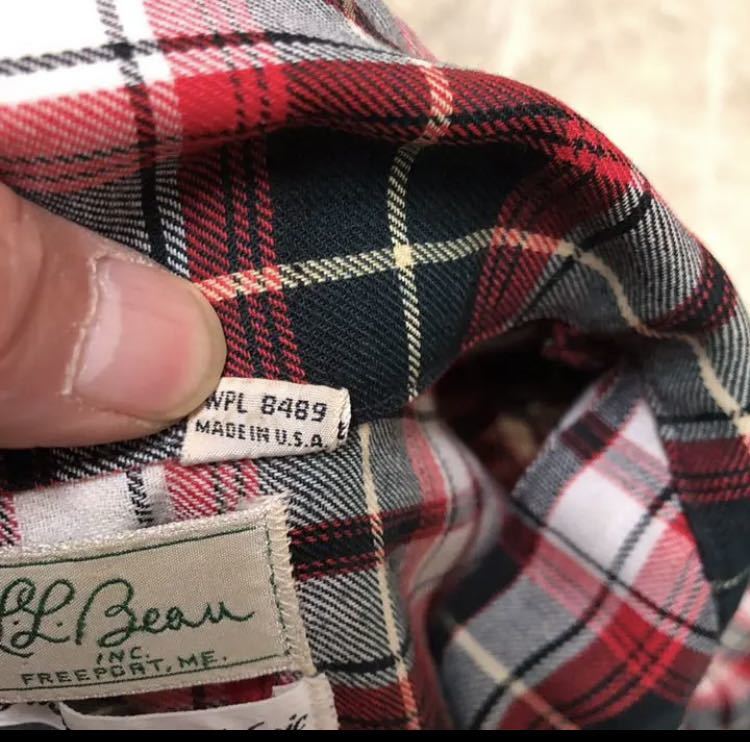 WPL 8489
MADE IN U.S.A.
L.L.Bean
INC.
FREEPORT, ME.